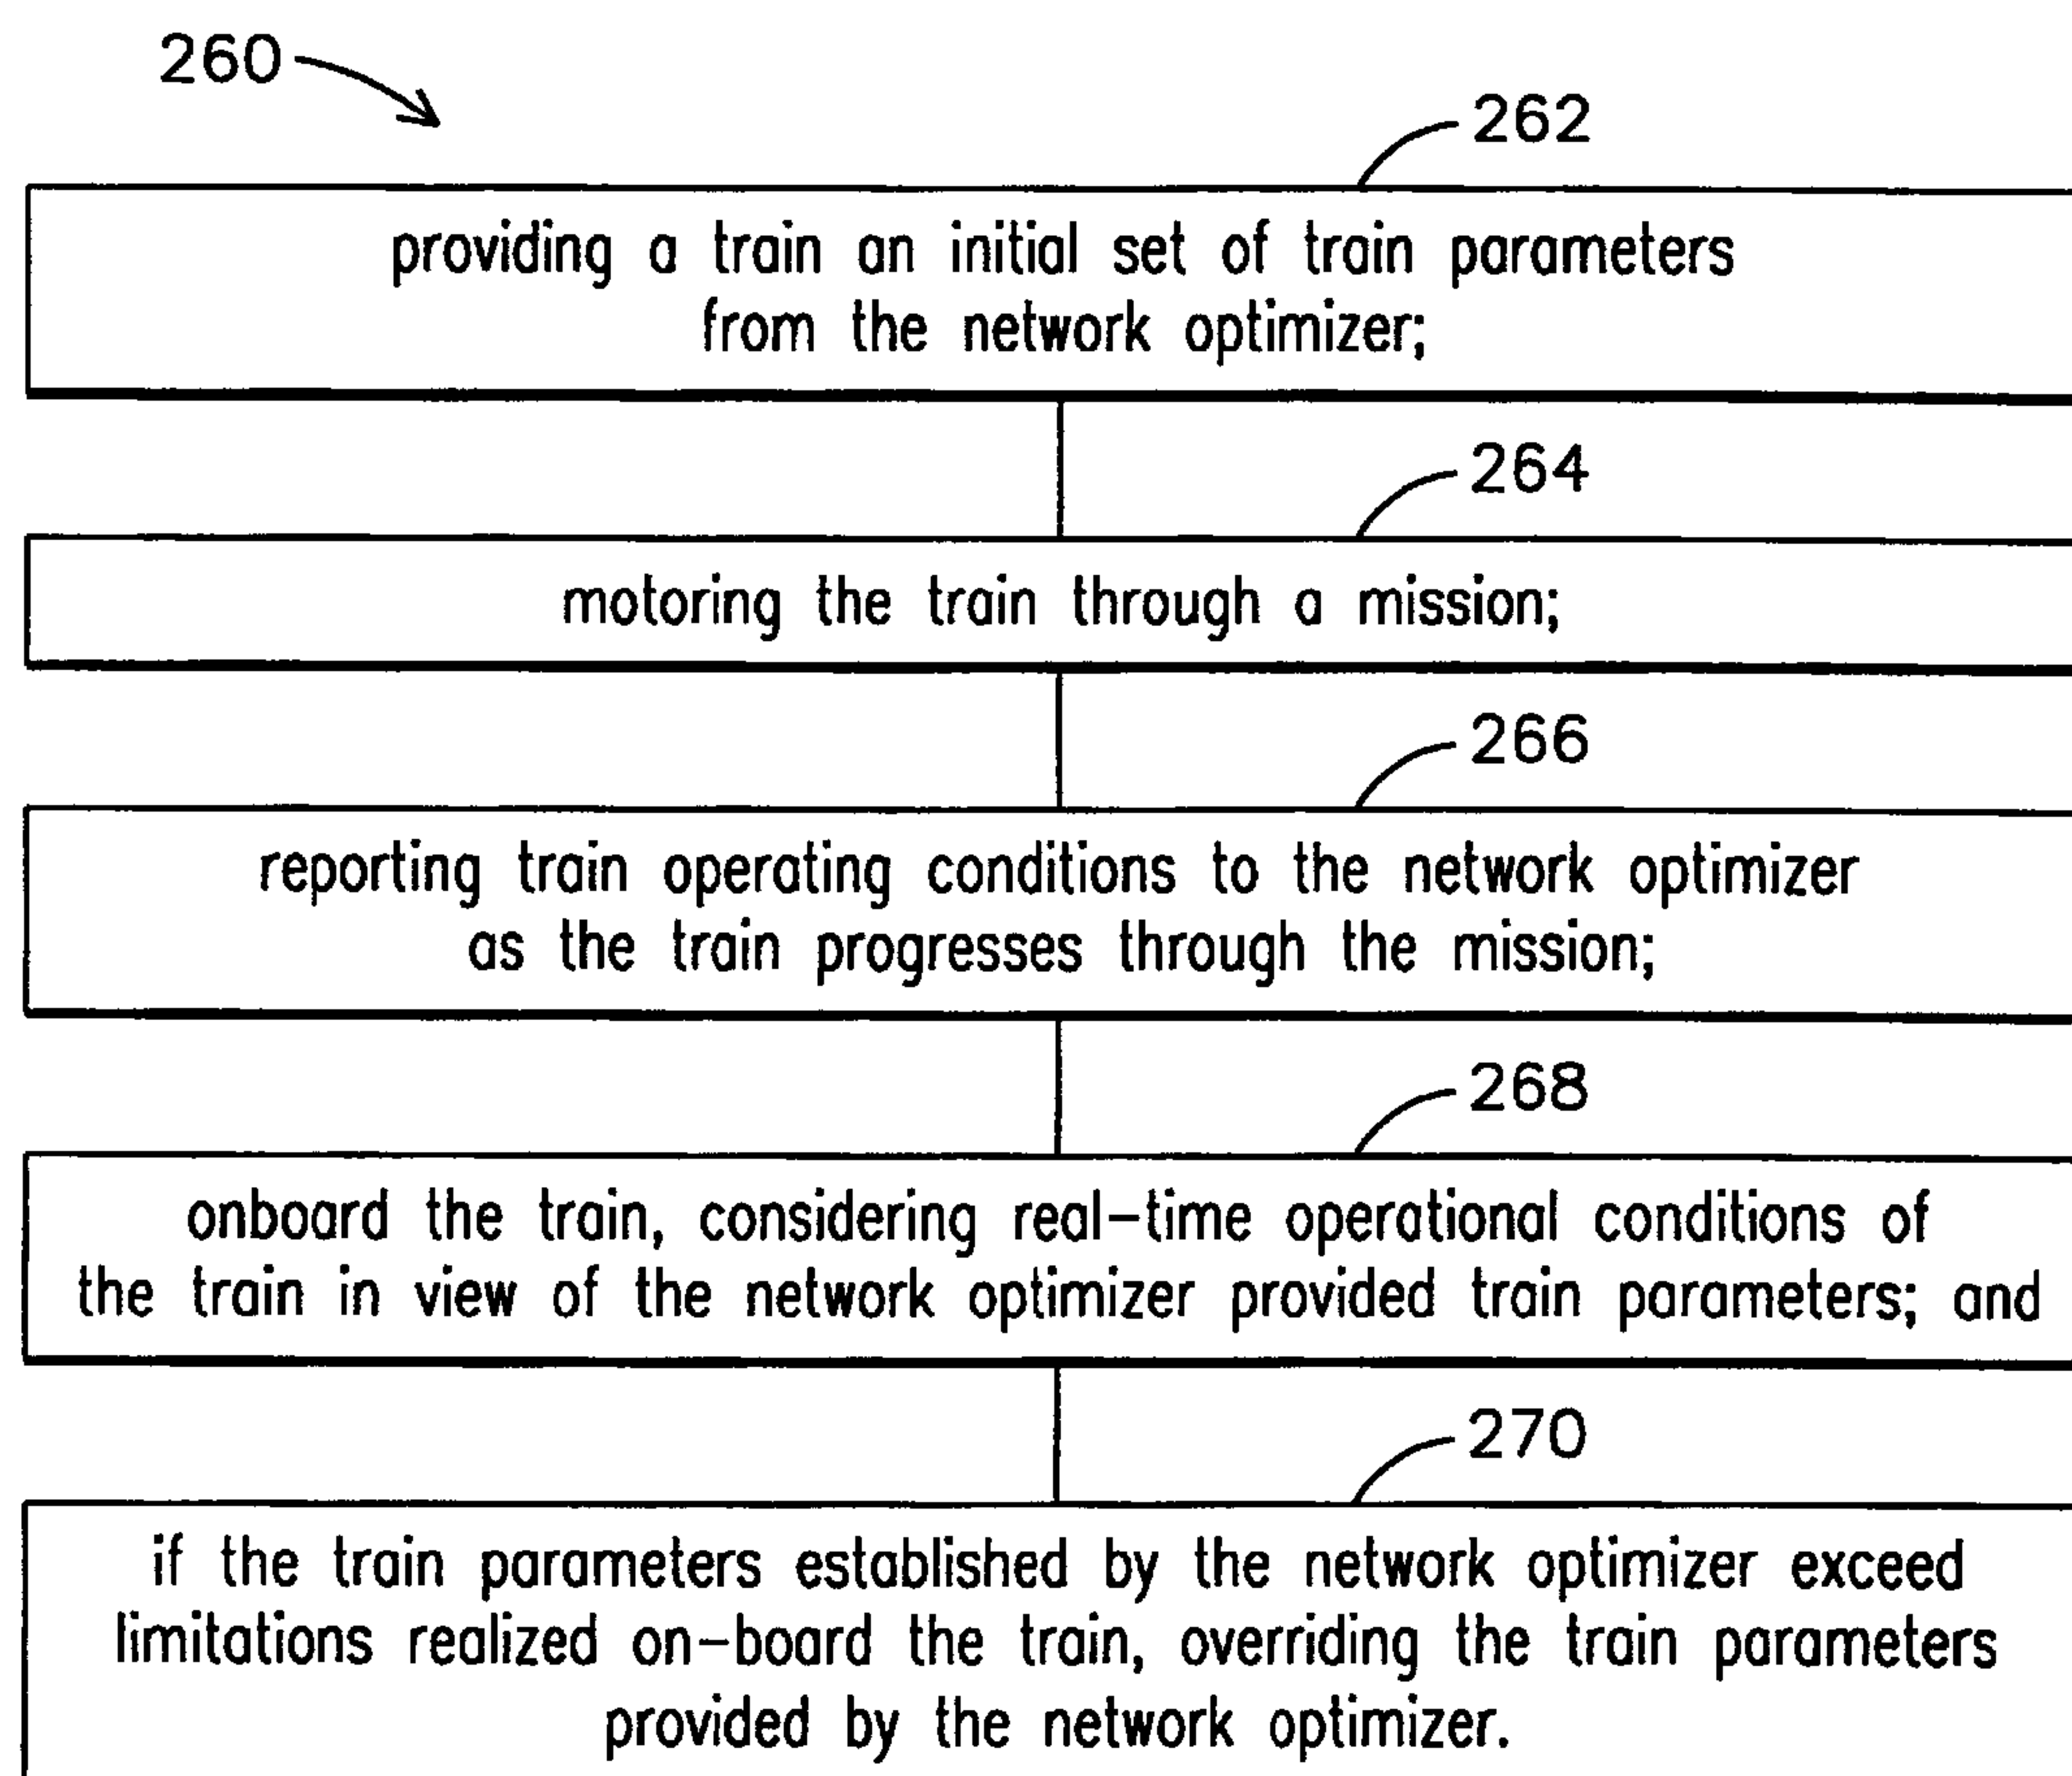 260
262
providing a train an initial set of train parameters
from the network optimizer;
264
motoring the train through a mission;
266
reporting train operating conditions to the network optimizer
as the train progresses through the mission;
268
onboard the train, considering real-time operational conditions of
the train in view of the network optimizer provided train parameters; and
270
if the train parameters established by the network optimizer exceed
limitations realized on-board the train, overriding the train parameters
provided by the network optimizer.